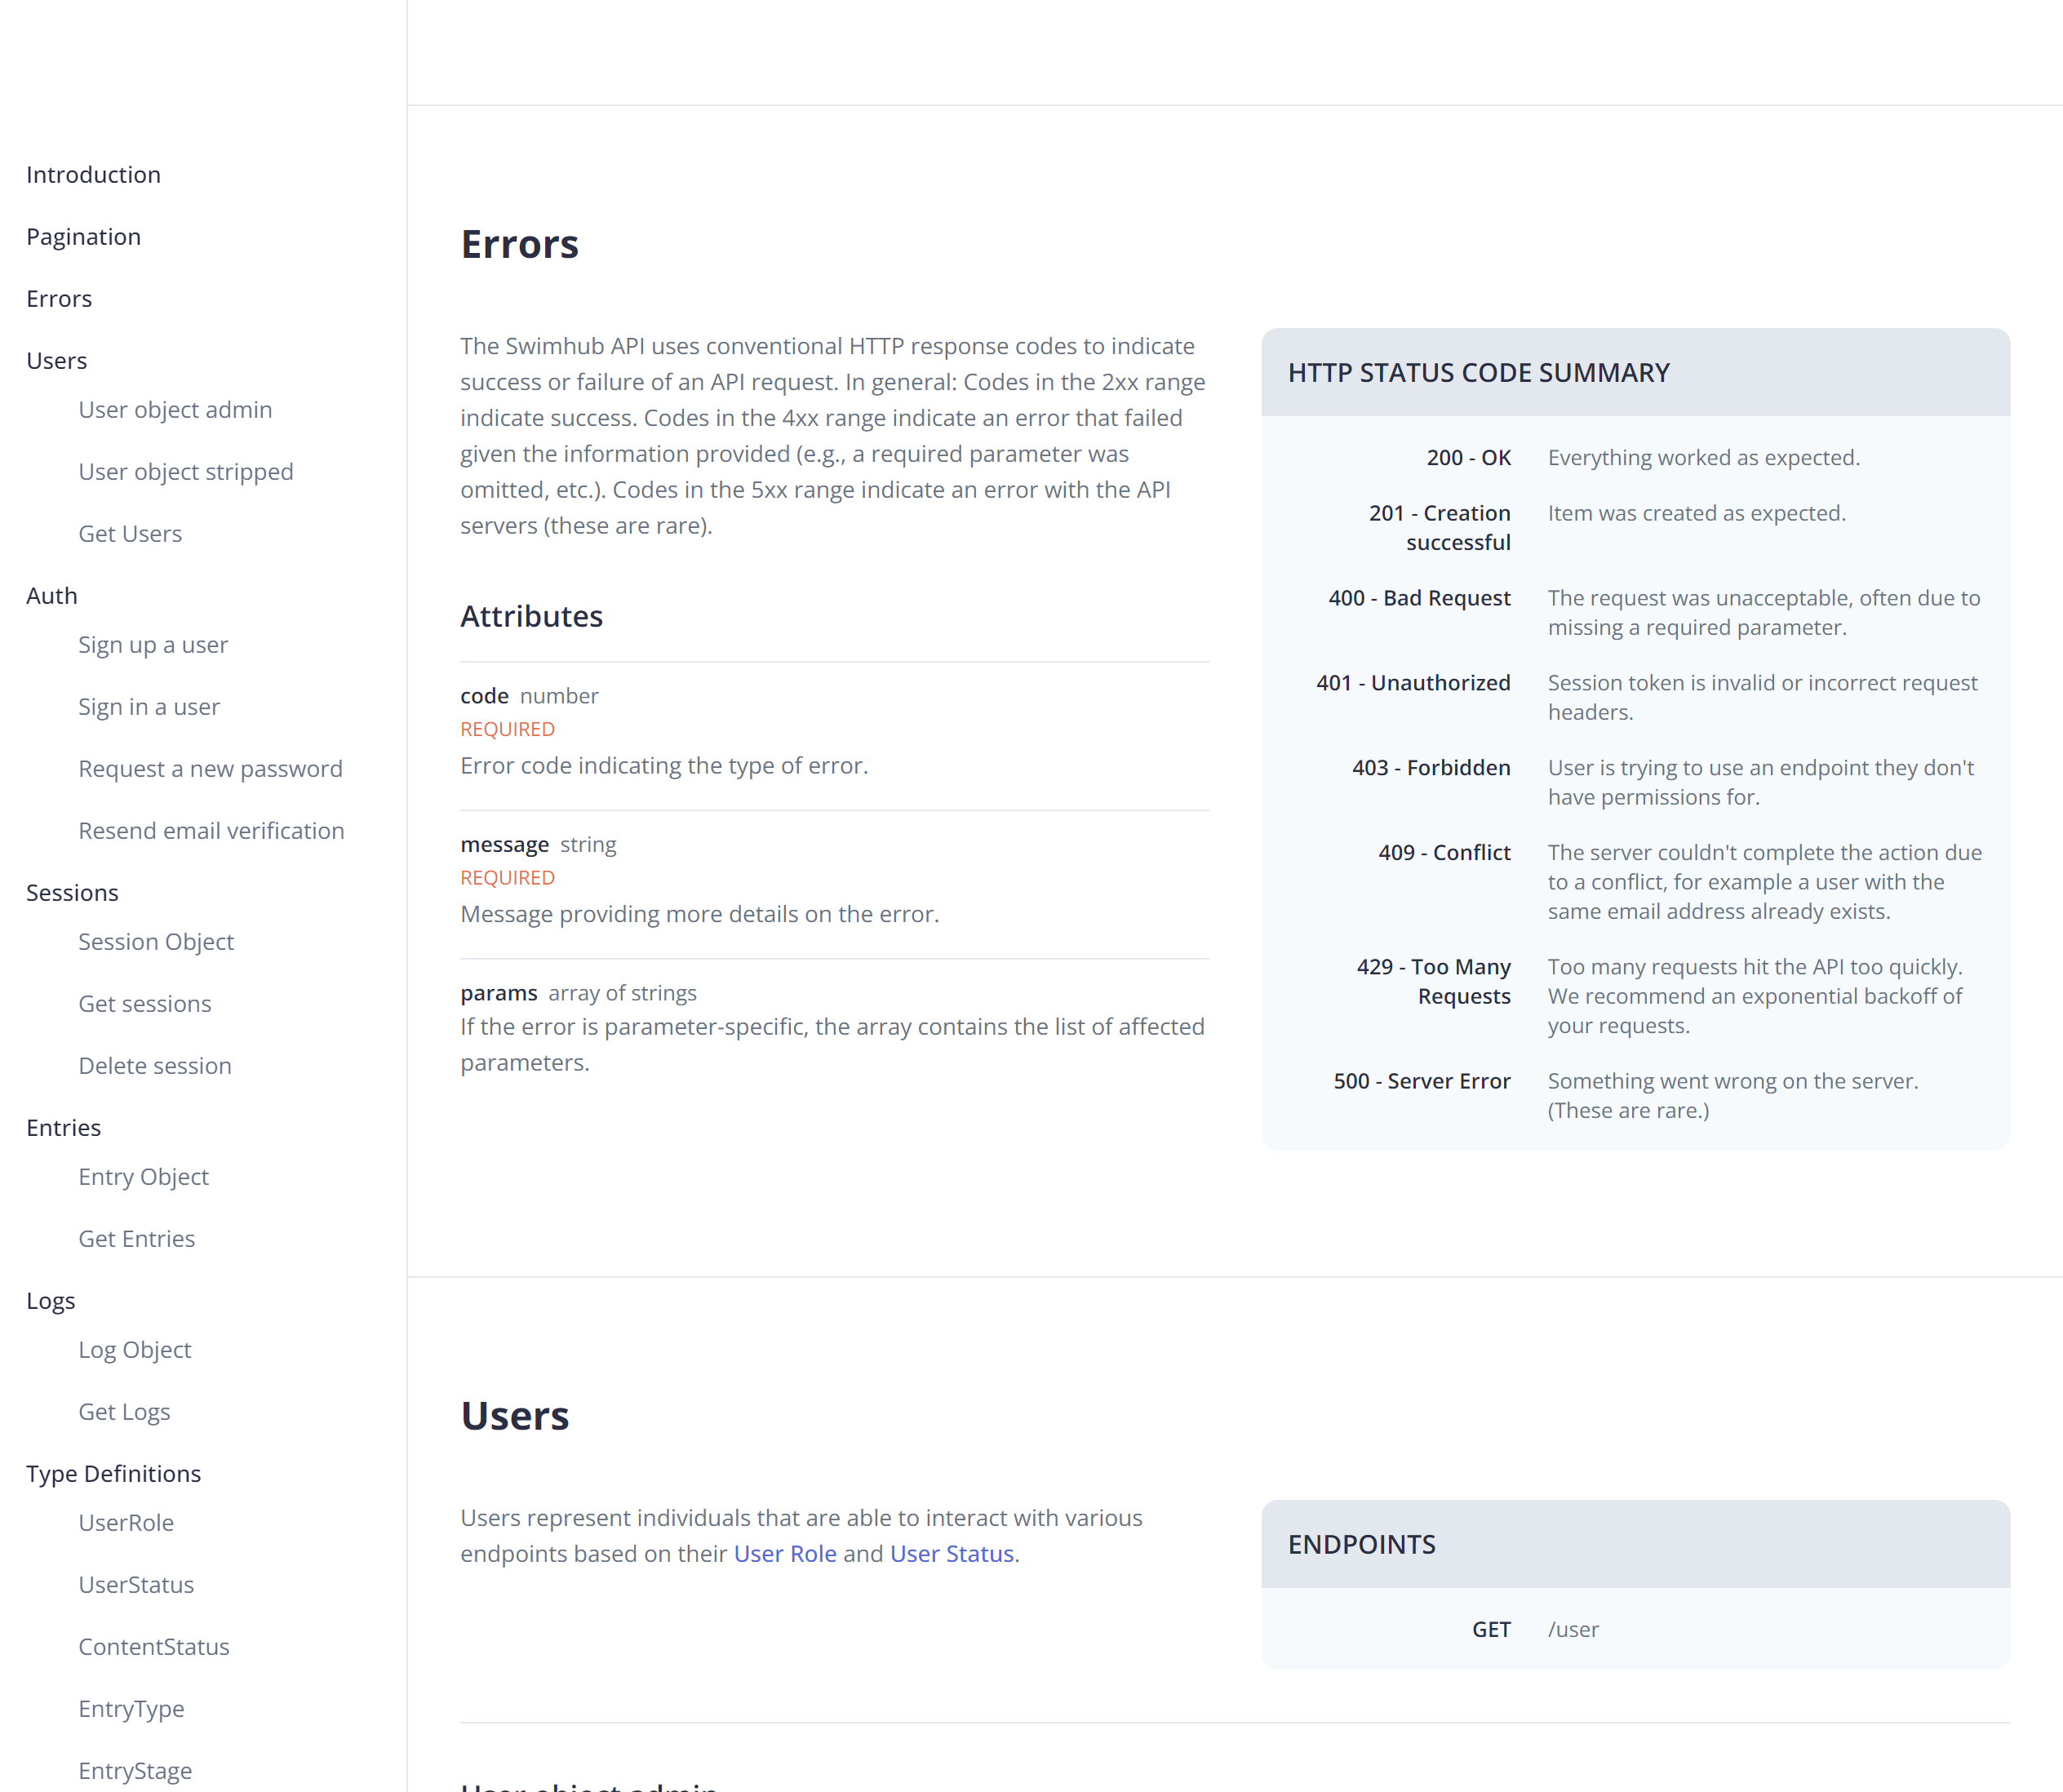 Introduction
Pagination
Errors
Users
User object admin
User object stripped
Get Users
Auth
Sign up a user
Sign in a user
Request a new password
Resend email verification
Sessions
Session Object
Get sessions
Delete session
Entries
Entry Object
Get Entries
Logs
Log Object
Get Logs
Type Definitions
UserRole
UserStatus
ContentStatus
EntryType
EntryStage
Errors
The Swimhub API uses conventional HTTP response codes to indicate
success or failure of an API request. In general: Codes in the 2xx range
indicate success. Codes in the 4xx range indicate an error that failed
given the information provided (e.g., a required parameter was
omitted, etc.). Codes in the 5xx range indicate an error with the API
servers (these are rare).
Attributes
code number
REQUIRED
Error code indicating the type of error.
message string
REQUIRED
Message providing more details on the error.
params array of strings
If the error is parameter-specific, the array contains the list of affected
parameters.
HTTP STATUS CODE SUMMARY
200 - OK Everything worked as expected.
201 - Creation Item was created as expected.
successful
400 - Bad Request The request was unacceptable, often due to
missing a required parameter.
401 - Unauthorized Session token is invalid or incorrect request
headers.
403 - Forbidden User is trying to use an endpoint they don't
have permissions for.
409 - Conflict The server couldn't complete the action due
to a conflict, for example a user with the
same email address already exists.
429 - Too Many Too many requests hit the API too quickly.
Requests We recommend an exponential backoff of
your requests.
500 - Server Error Something went wrong on the server.
(These are rare.)
Users
Users represent individuals that are able to interact with various
endpoints based on their User Role and User Status.
ENDPOINTS
GET /user
User object admin